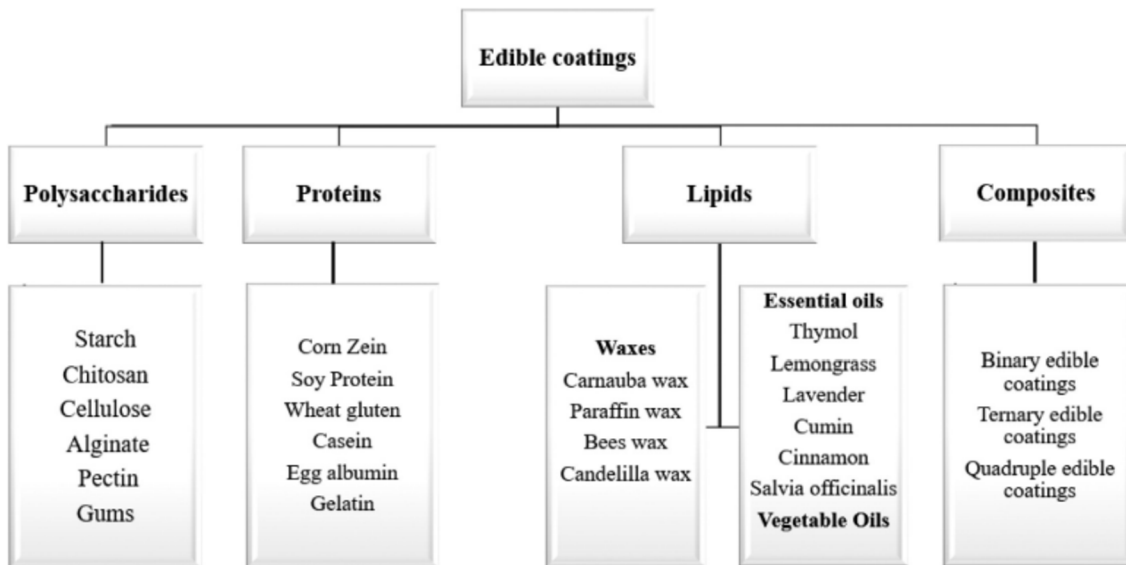 Edible coatings
Polysaccharides
Proteins
Lipids
Composites
Starch
Chitosan
Cellulose
Alginate
Pectin
Gums
Corn Zein
Soy Protein
Wheat gluten
Casein
Egg albumin
Gelatin
Waxes
Carnauba wax
Paraffin wax
Bees wax
Candelilla wax
Essential oils
Thymol
Lemongrass
Lavender
Cumin
Cinnamon
Salvia officinalis
Vegetable Oils
Binary edible
coatings
Ternary edible
coatings
Quadruple edible
coatings